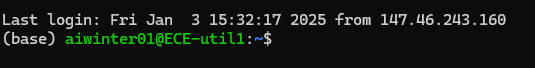 Last login: Fri Jan  3 15:32:17 2025 from 147.46.243.160
(base) aiwinter01@ECE-util1:~$